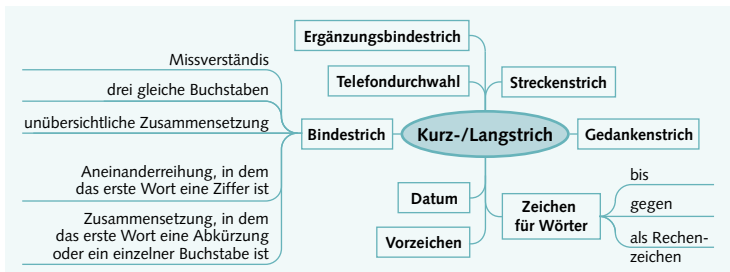 Ergänzungsbindestrich
Missverständis
drei gleiche Buchstaben
unübersichtliche Zusammensetzung
Aneinanderreihung, in dem
das erste Wort eine Ziffer ist
Zusammensetzung, in dem
das erste Wort eine Abkürzung
oder ein einzelner Buchstabe ist
Telefondurchwahl
Streckenstrich
Bindestrich
Kurz-/Langstrich
Gedankenstrich
Datum
Vorzeichen
Zeichen
für Wörter
bis
gegen
als Rechen-
zeichen